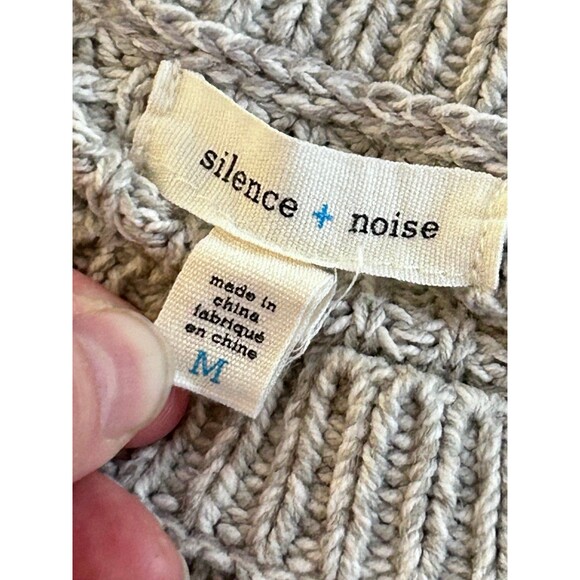 silence + noise
made in
china
fabriqué
en chine
M